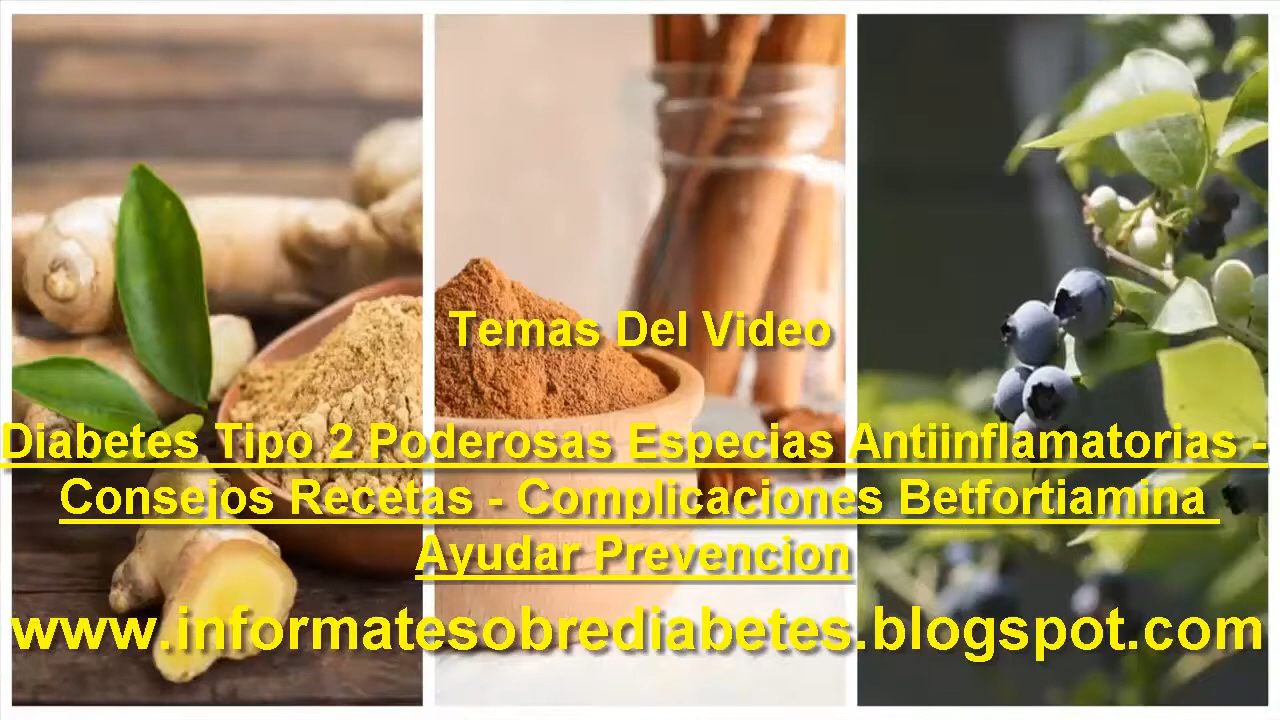 Temas Del Video
Diabetes Tipo 2 Poderosas Especias Antiinflamatorias -
Consejos Recetas - Complicaciones Betfortiamina
Ayudar Prevencion
www.informatesobrediabetes.blogspot.com